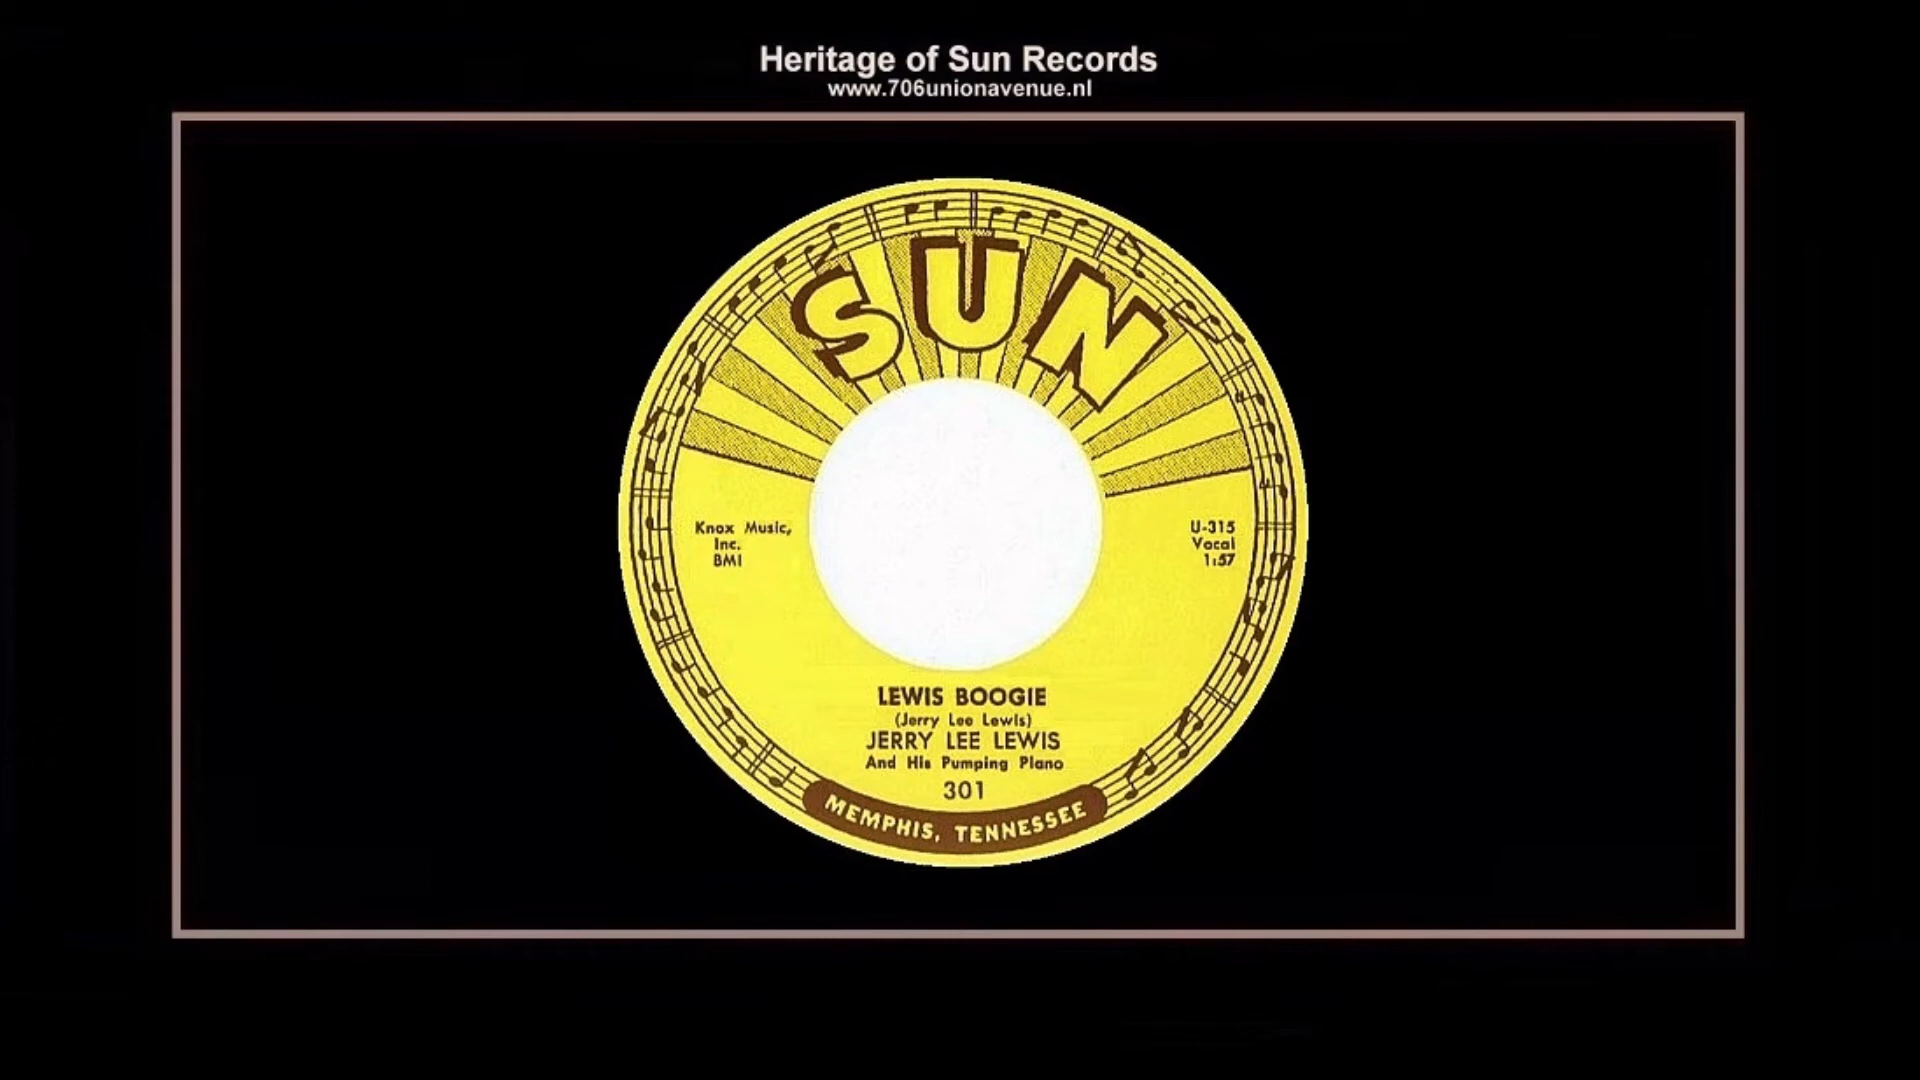 Heritage of Sun Records
www.706unionavenue.nl
SUN
Knox Music,
Inc.
BMI
U-315
Vocal
1:57
LEWIS BOOGIE
(Jerry Lee Lewis)
JERRY LEE LEWIS
And His Pumping Piano
301
MEMPHIS, TENNESSEE